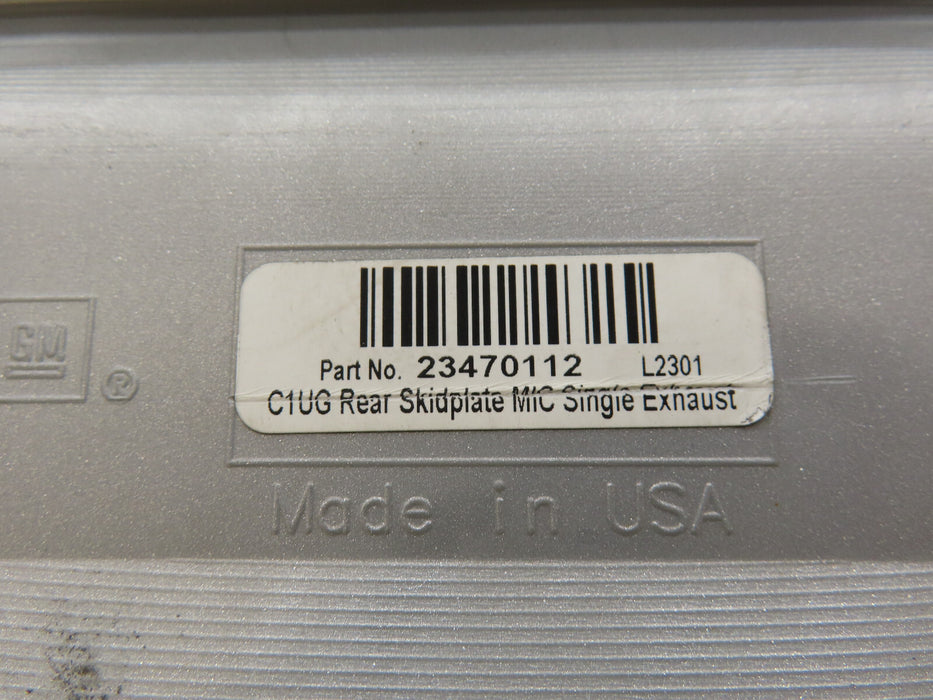 GM ®
Part No. 23470112 L2301
C1UG Rear Skidplate MIC Single Exhaust
Made in USA